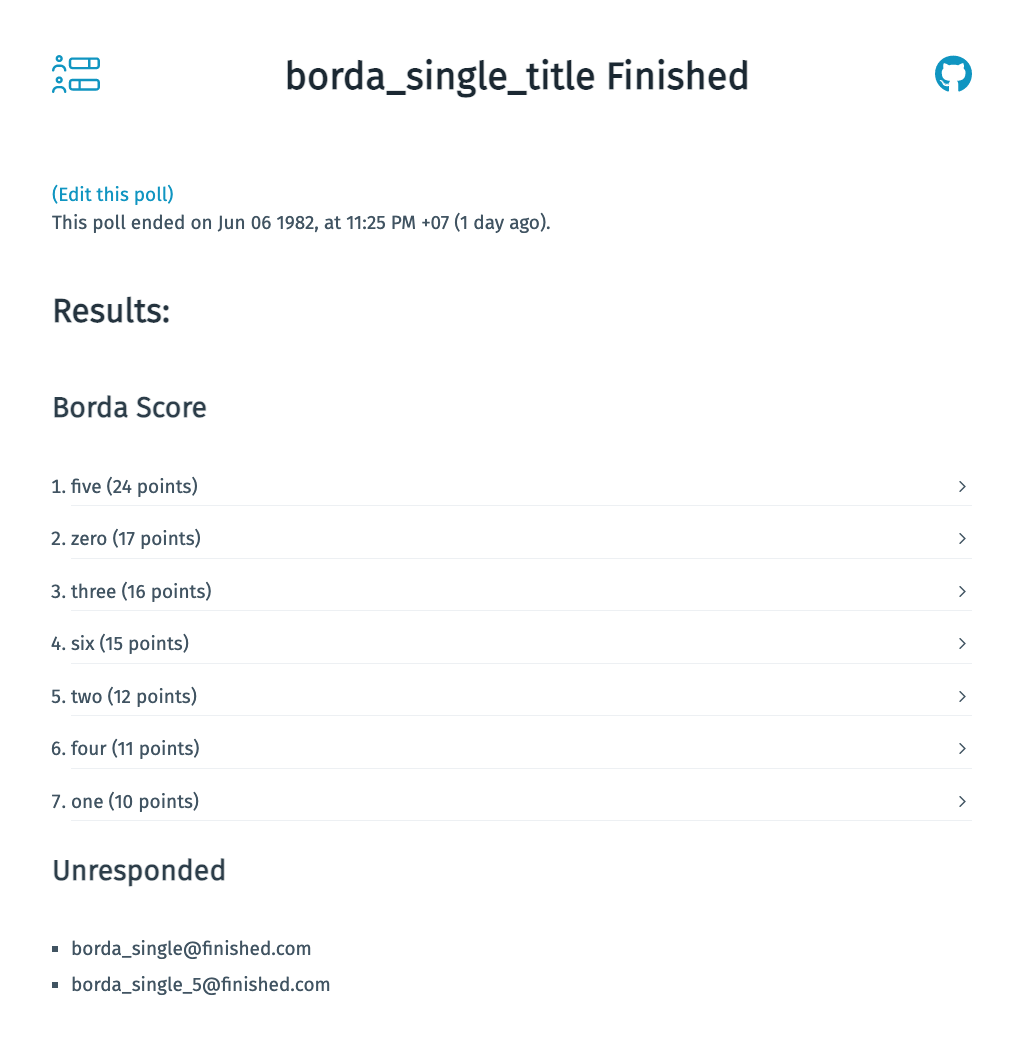 borda_single_title Finished
(Edit this poll)
This poll ended on Jun 06 1982, at 11:25 PM +07 (1 day ago).
Results:
Borda Score
1. five (24 points)
2. zero (17 points)
3. three (16 points)
4. six (15 points)
5. two (12 points)
6. four (11 points)
7. one (10 points)
Unresponded
▪ borda_single@finished.com
▪ borda_single_5@finished.com